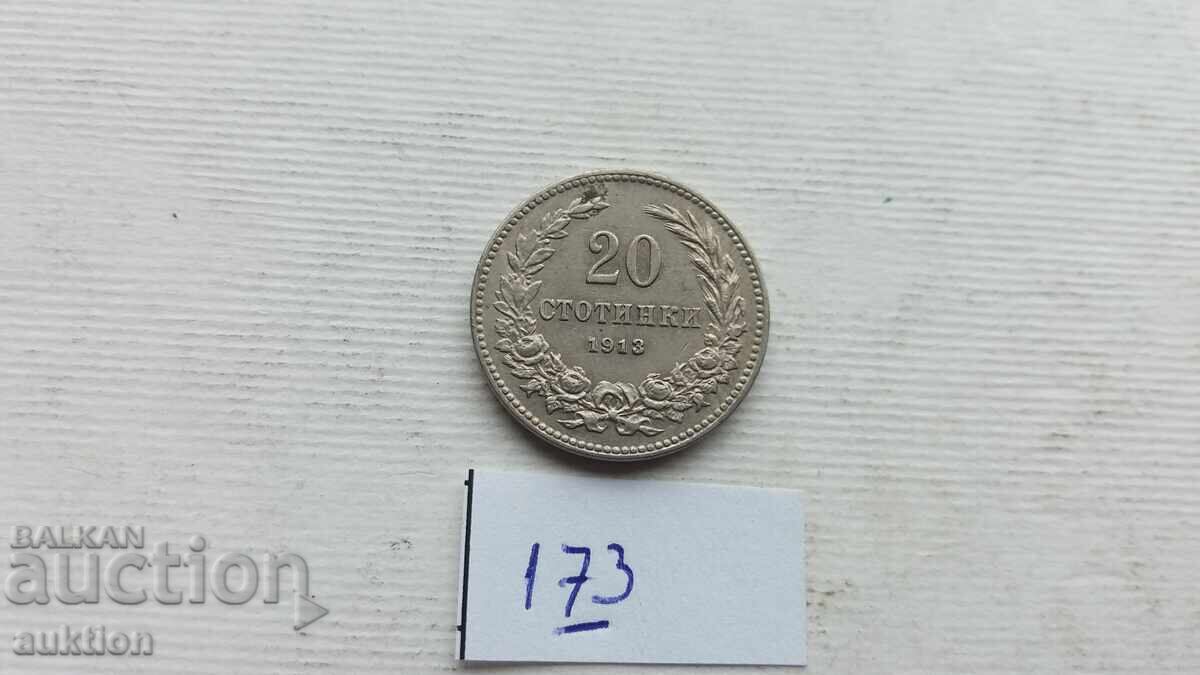 20
СТОТИНКИ
1913
173
BALKAN
auction
auktion